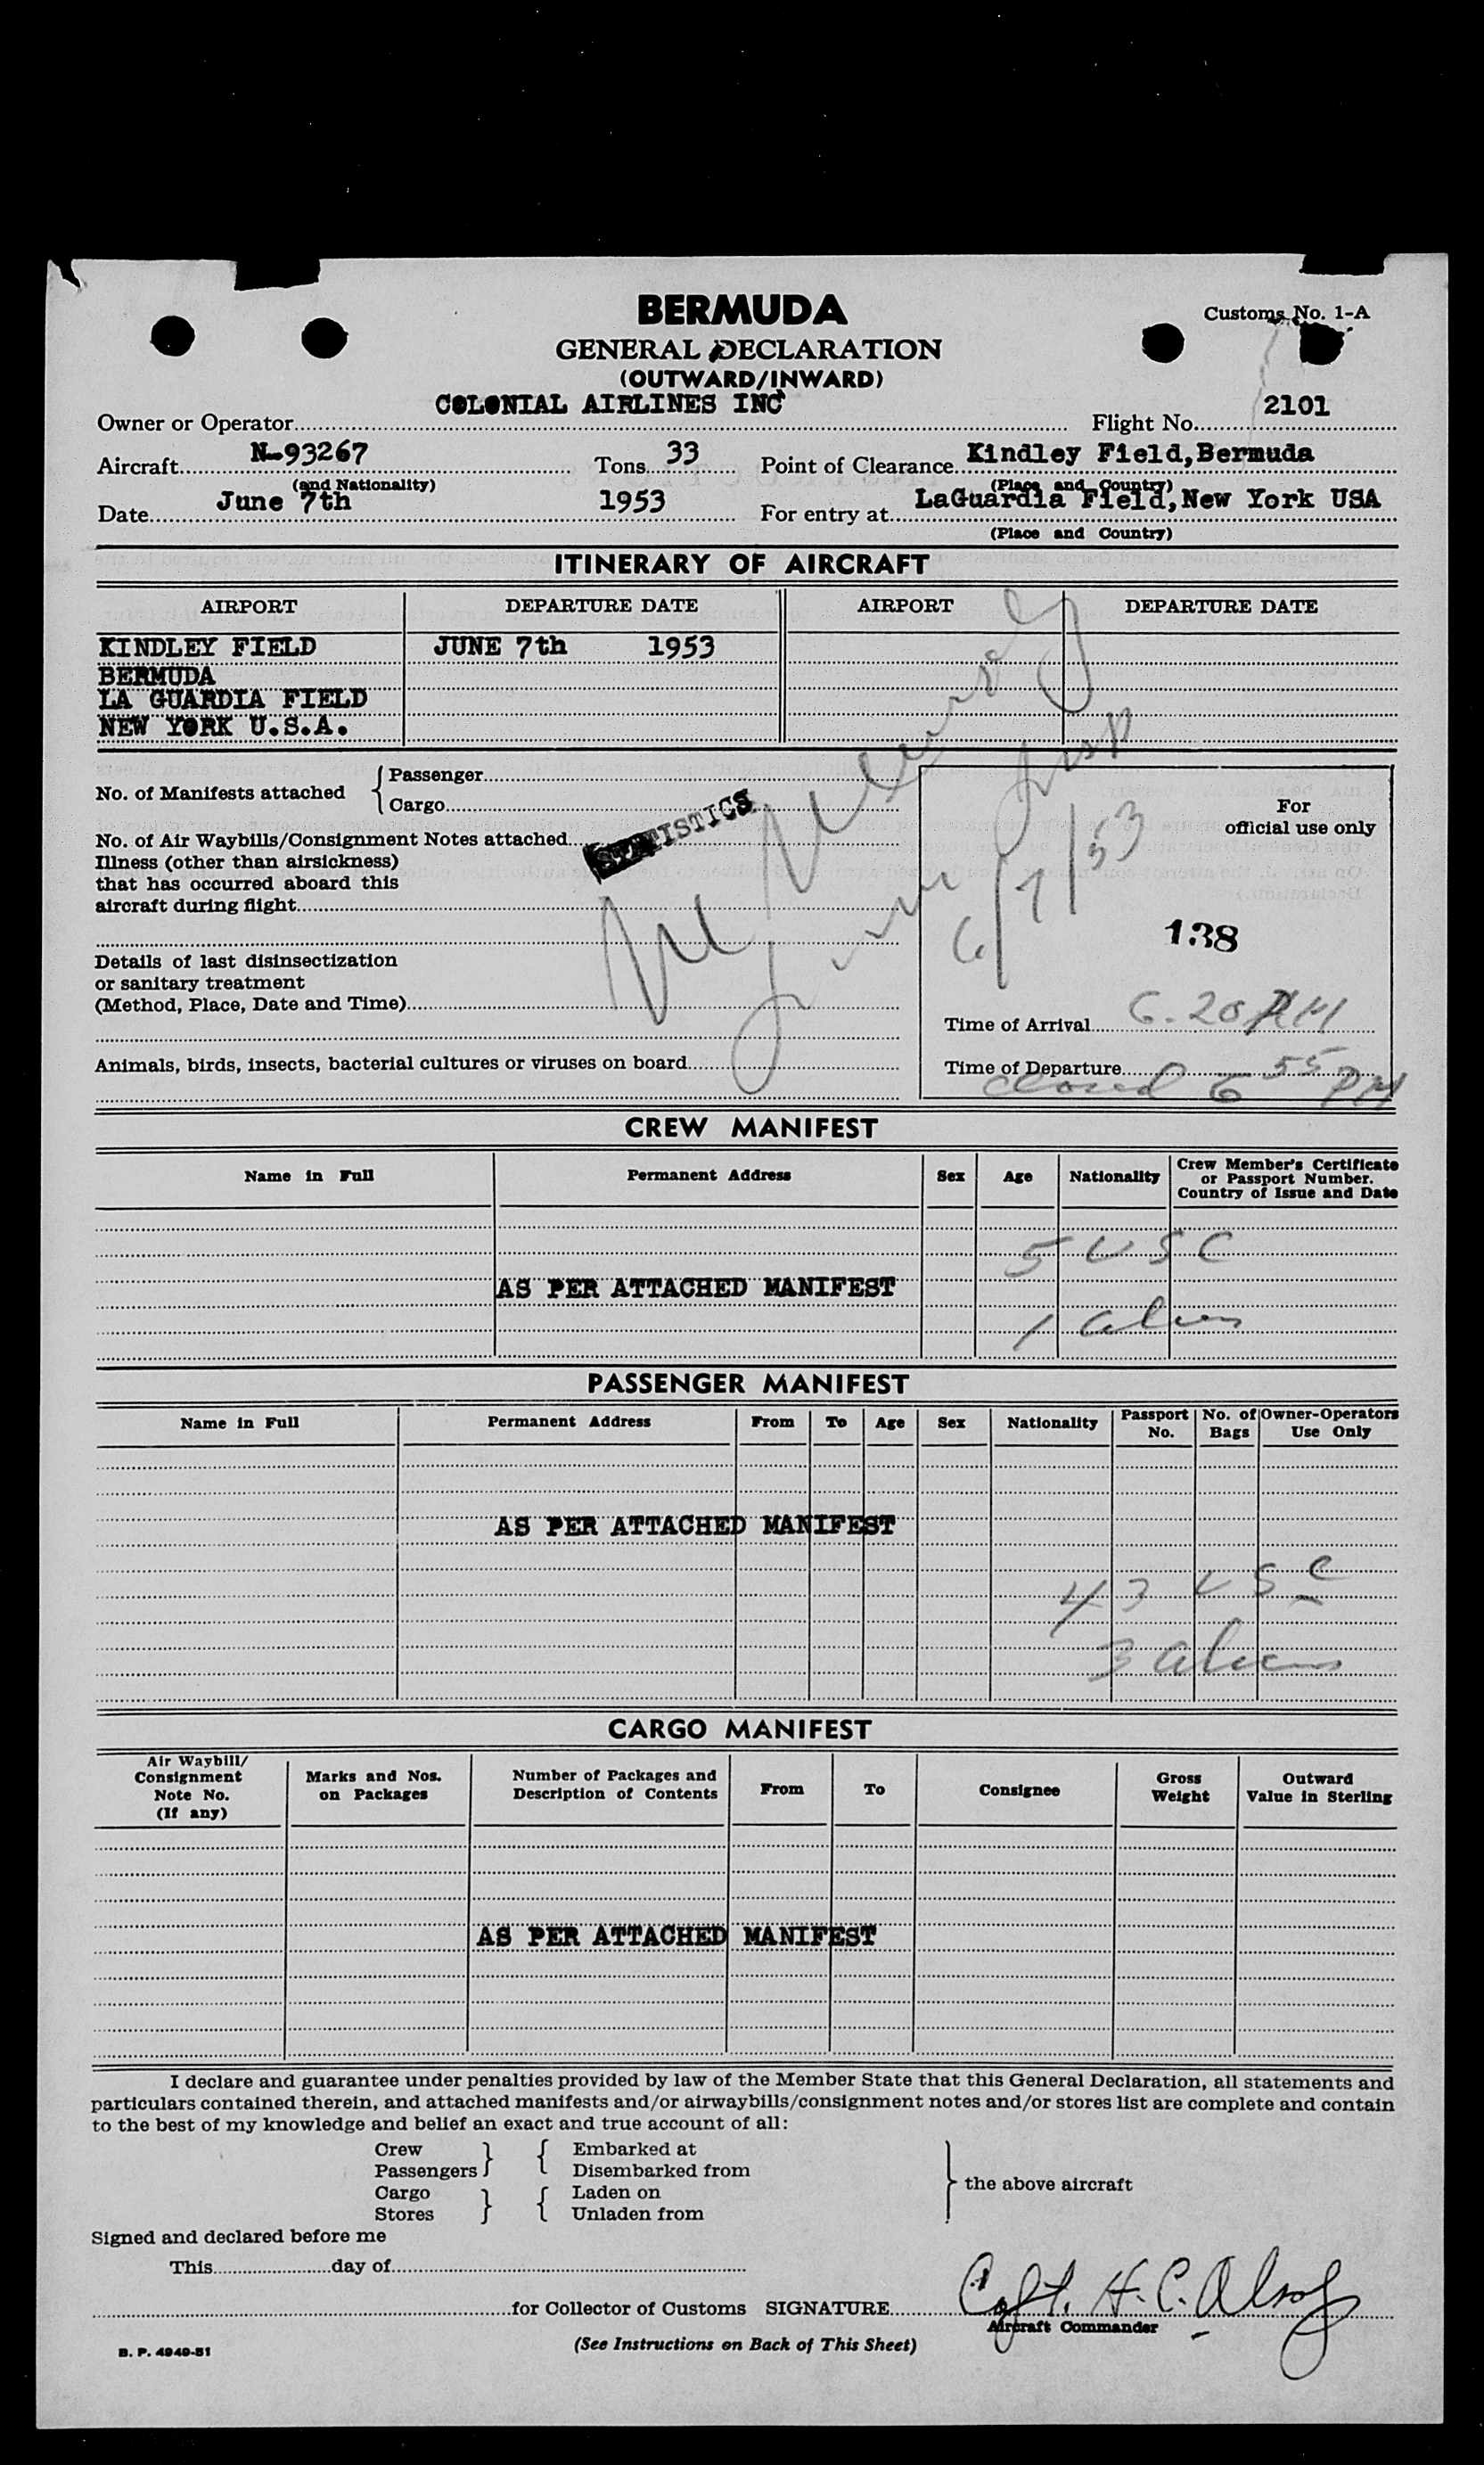 BERMUDA
Customs No. 1-A
GENERAL DECLARATION
(OUTWARD/INWARD)
COLONIAL AIRLINES INC
Owner or Operator
Flight No. 2101
Aircraft N-93267 Tons 33 Point of Clearance Kindley Field, Bermuda
(and Nationality) (Place and Country)
Date June 7th 1953 For entry at LaGuardia Field, New York USA
(Place and Country)
ITINERARY OF AIRCRAFT
AIRPORT DEPARTURE DATE AIRPORT DEPARTURE DATE
KINDLEY FIELD JUNE 7th 1953
BERMUDA
LA GUARDIA FIELD
NEW YORK U.S.A.
No. of Manifests attached { Passenger
Cargo
STATISTICS
No. of Air Waybills/Consignment Notes attached
Illness (other than airsickness)
that has occurred aboard this
aircraft during flight
Details of last disinsectization
or sanitary treatment
(Method, Place, Date and Time)
Animals, birds, insects, bacterial cultures or viruses on board
For
official use only
6/7/53
138
Time of Arrival 6.20 PM
Time of Departure
closed 6 55 PM
CREW MANIFEST
Name in Full Permanent Address Sex Age Nationality Crew Member's Certificate
or Passport Number.
Country of Issue and Date
5 USC
AS PER ATTACHED MANIFEST
1 alien
PASSENGER MANIFEST
Name in Full Permanent Address From To Age Sex Nationality Passport No. No. of Bags Owner-Operators Use Only
AS PER ATTACHED MANIFEST
43 USC
3 aliens
CARGO MANIFEST
Air Waybill/
Consignment
Note No.
(If any)
Marks and Nos.
on Packages
Number of Packages and
Description of Contents
From To Consignee
Gross
Weight
Outward
Value in Sterling
AS PER ATTACHED MANIFEST
I declare and guarantee under penalties provided by law of the Member State that this General Declaration, all statements and
particulars contained therein, and attached manifests and/or airwaybills/consignment notes and/or stores list are complete and contain
to the best of my knowledge and belief an exact and true account of all:
Crew } { Embarked at
Passengers Disembarked from
} the above aircraft
Cargo } { Laden on
Stores Unladen from
Signed and declared before me
This day of
for Collector of Customs SIGNATURE Capt. H. C. Alsop
Aircraft Commander
(See Instructions on Back of This Sheet)
B. P. 4949-51